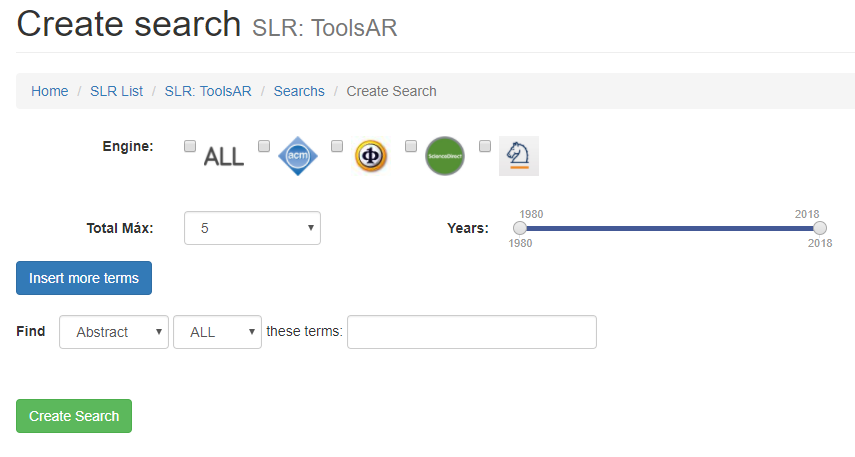 Create search SLR: ToolsAR
Home / SLR List / SLR: ToolsAR / Searchs / Create Search
Engine: ALL acm Φ ScienceDirect
1980 2018
Total Máx: 5 Years:
1980 2018
Insert more terms
Find Abstract ALL these terms:
Create Search